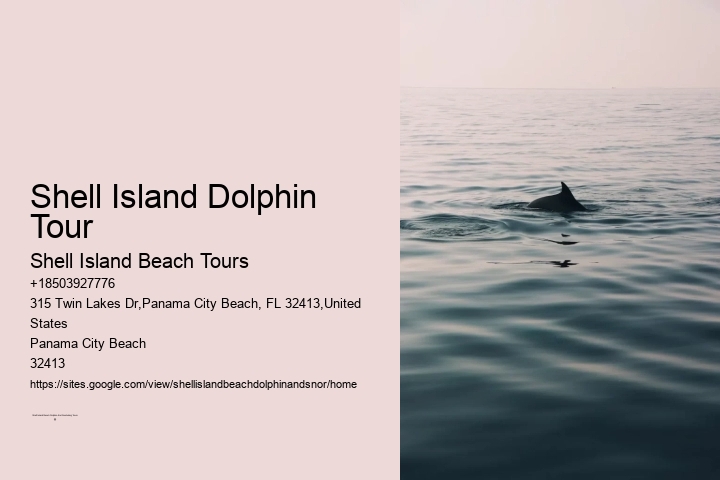 Shell Island Dolphin
Tour
Shell Island Beach Tours
+18503927776
315 Twin Lakes Dr,Panama City Beach, FL 32413,United
States
Panama City Beach
32413
https://sites.google.com/view/shellislandbeachdolphinandsnor/home